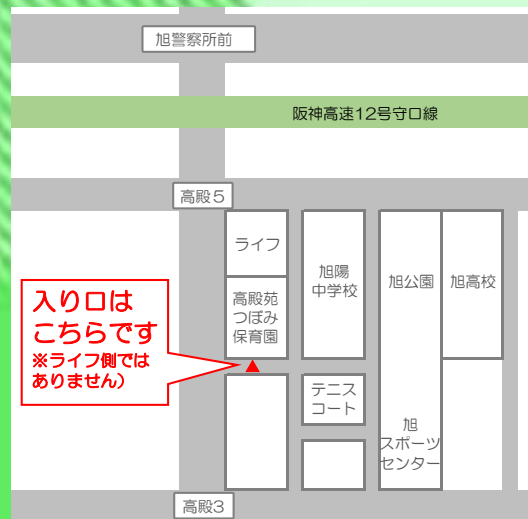 旭警察所前
阪神高速12号守口線
高殿5
ライフ
高殿苑
つぼみ
保育園
旭陽
中学校
旭公園
旭高校
入り口は
こちらです
※ライフ側では
ありません)
テニス
コート
旭
スポーツ
センター
高殿3